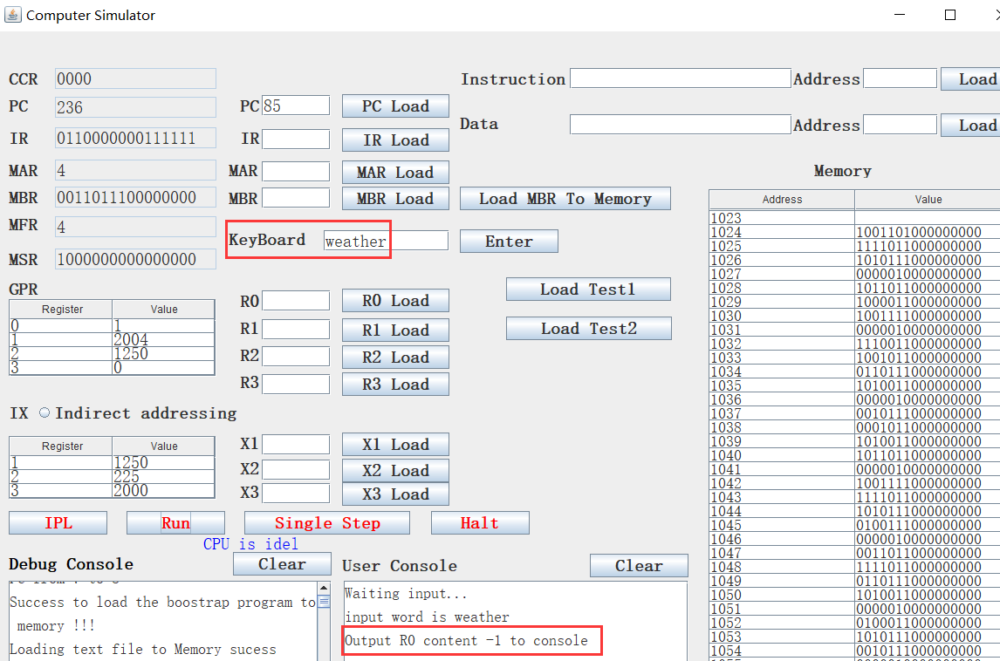 Computer Simulator
CCR 0000 Instruction Address Load
PC 236 PC 85 PC Load
Data Address Load
IR 0110000000111111 IR IR Load
MAR 4 MAR MAR Load Memory
MBR 0011011100000000 MBR MBR Load Load MBR To Memory
MFR 4
KeyBoard weather Enter
MSR 1000000000000000
GPR
Load Test1
Load Test2
Register Value
0 1
1 2004
2 1250
3 0
R0 R0 Load
R1 R1 Load
R2 R2 Load
R3 R3 Load
IX Indirect addressing
Register Value
1 1250
2 225
3 2000
X1 X1 Load
X2 X2 Load
X3 X3 Load
IPL Run Single Step Halt
CPU is idel
Debug Console Clear
Success to load the boostrap program to
memory !!!
Loading text file to Memory sucess
User Console Clear
Waiting input...
input word is weather
Output R0 content -1 to console
Address Value
1023
1024 1001101000000000
1025 1111011000000000
1026 1010111000000000
1027 0000010000000000
1028 1011011000000000
1029 1000011000000000
1030 1001111000000000
1031 0000010000000000
1032 1110011000000000
1033 1001011000000000
1034 0110111000000000
1035 1010011000000000
1036 0000010000000000
1037 0010111000000000
1038 0001011000000000
1039 1010011000000000
1040 1011011000000000
1041 0000010000000000
1042 1001111000000000
1043 1111011000000000
1044 1010111000000000
1045 0100111000000000
1046 0000010000000000
1047 0011011000000000
1048 1111011000000000
1049 0110111000000000
1050 1010011000000000
1051 0000010000000000
1052 0100011000000000
1053 1010111000000000
1054 0010111000000000